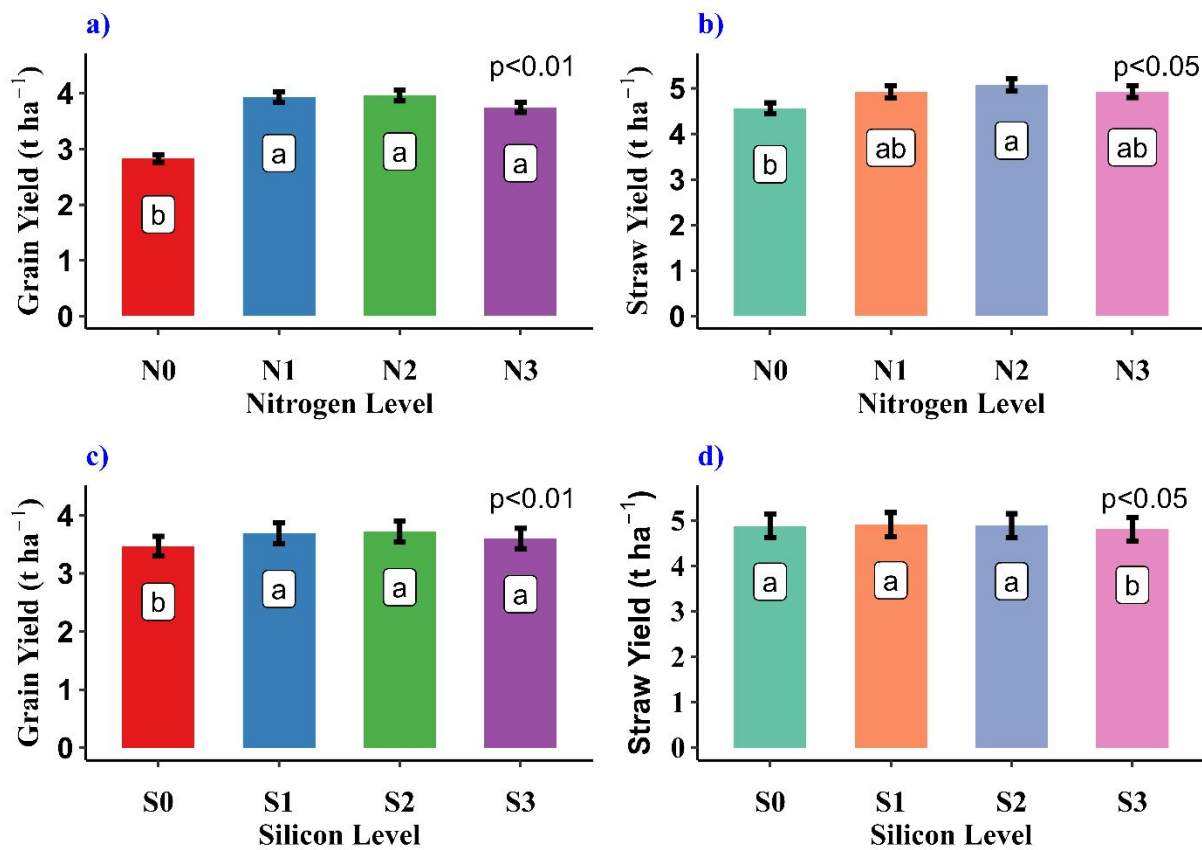 a)
p<0.01
Grain Yield (t ha⁻¹)
4
3
2
1
0
b
a
a
a
N0 N1 N2 N3
Nitrogen Level
b)
p<0.05
Straw Yield (t ha⁻¹)
5
4
3
2
1
0
b
ab
a
ab
N0 N1 N2 N3
Nitrogen Level
c)
p<0.01
Grain Yield (t ha⁻¹)
4
3
2
1
0
b
a
a
a
S0 S1 S2 S3
Silicon Level
d)
p<0.05
Straw Yield (t ha⁻¹)
5
4
3
2
1
0
a
a
a
b
S0 S1 S2 S3
Silicon Level